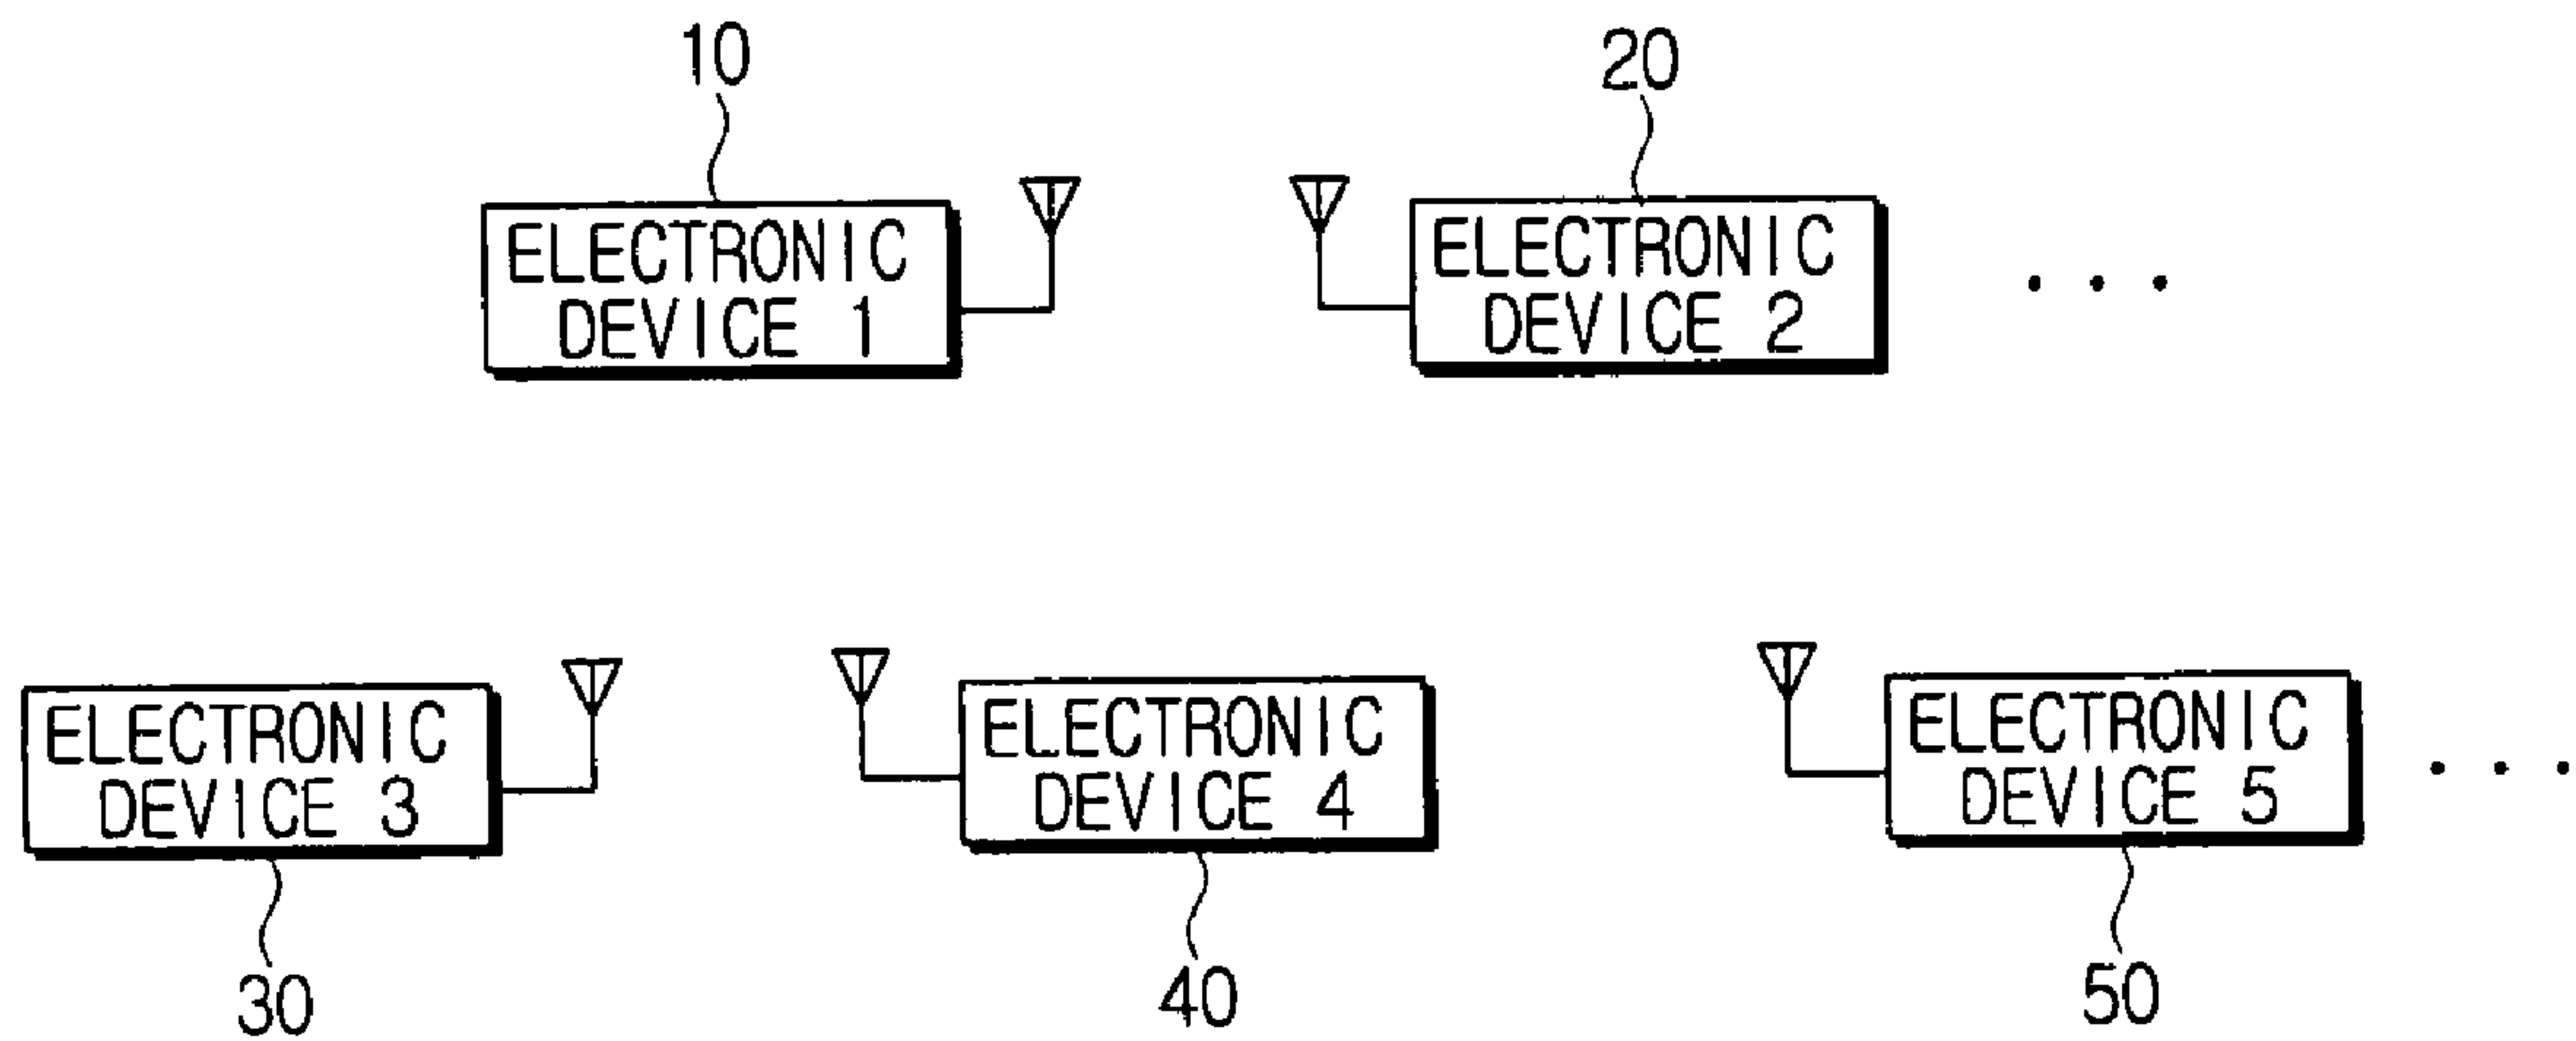 10
20
ELECTRONIC
DEVICE 1
ELECTRONIC
DEVICE 2
. . .
ELECTRONIC
DEVICE 3
ELECTRONIC
DEVICE 4
ELECTRONIC
DEVICE 5
. . .
30
40
50